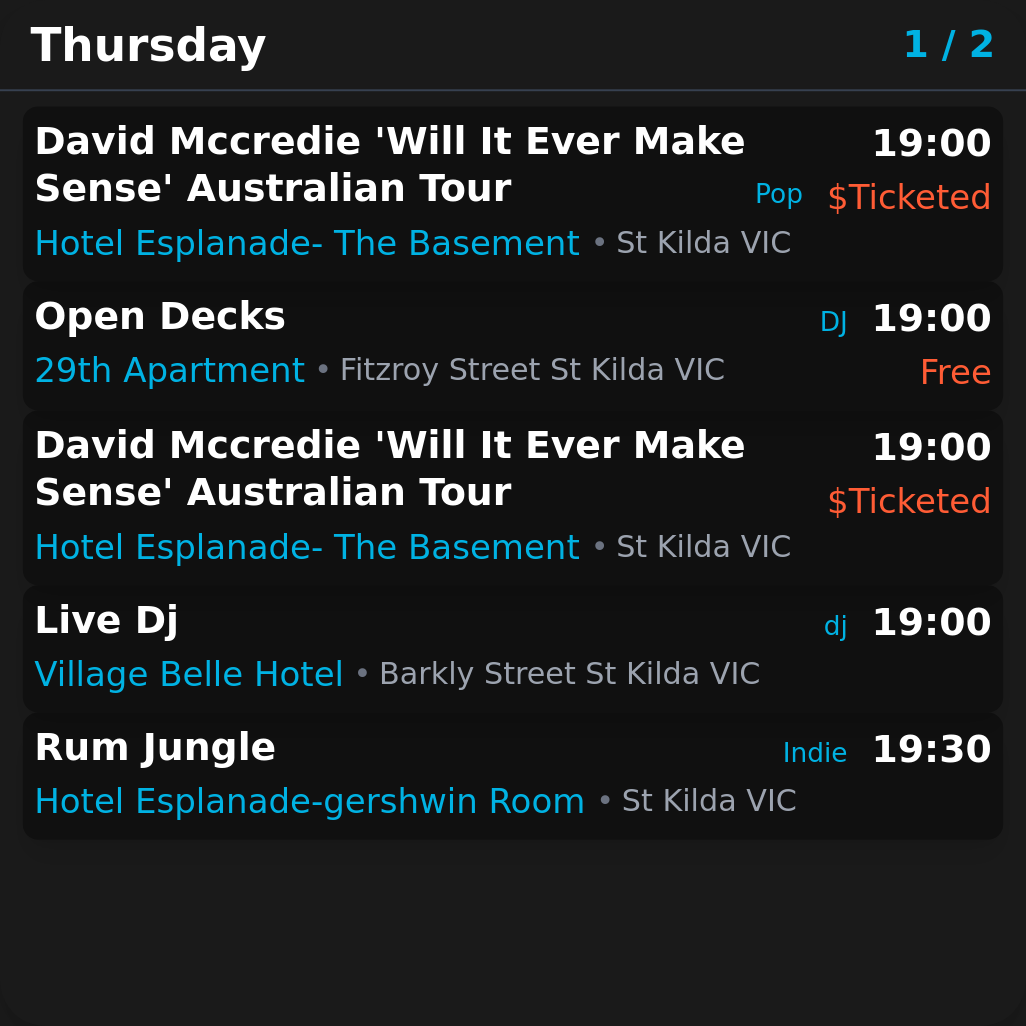 Thursday 1 / 2
David Mccredie 'Will It Ever Make 19:00
Sense' Australian Tour Pop $Ticketed
Hotel Esplanade- The Basement • St Kilda VIC
Open Decks DJ 19:00
29th Apartment • Fitzroy Street St Kilda VIC Free
David Mccredie 'Will It Ever Make 19:00
Sense' Australian Tour $Ticketed
Hotel Esplanade- The Basement • St Kilda VIC
Live Dj dj 19:00
Village Belle Hotel • Barkly Street St Kilda VIC
Rum Jungle Indie 19:30
Hotel Esplanade-gershwin Room • St Kilda VIC